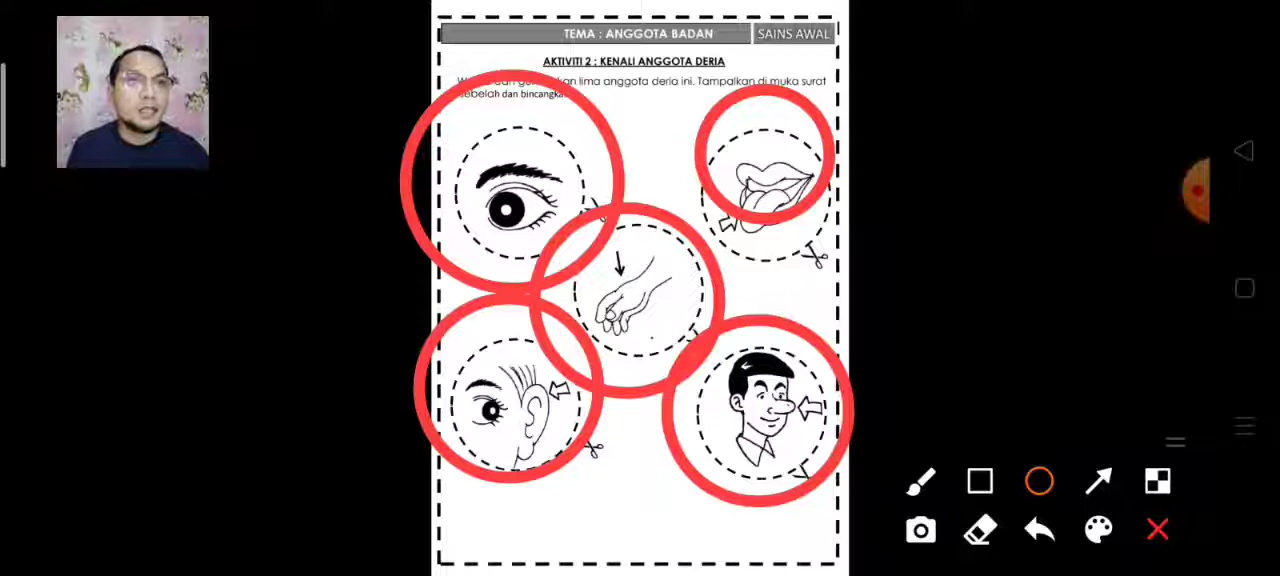 TEMA : ANGGOTA BADAN
SAINS AWAL
AKTIVITI 2 : KENALI ANGGOTA DERIA
lima anggota deria ini. Tampalkan di muka surat
sebelah dan bincangkan